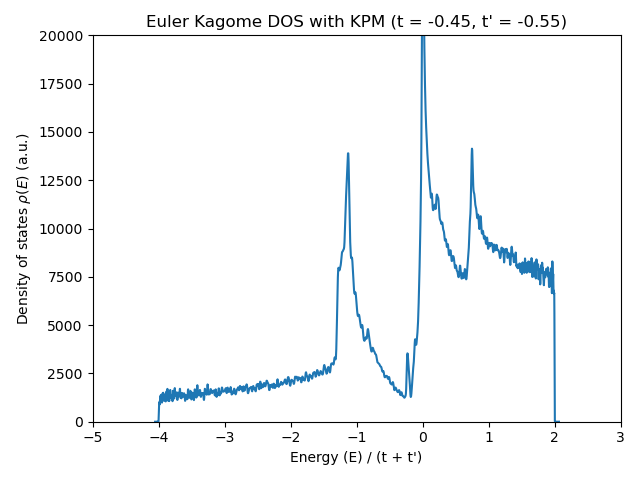 Euler Kagome DOS with KPM (t = -0.45, t' = -0.55)
20000
17500
15000
12500
10000
7500
5000
2500
0
Density of states ρ(E) (a.u.)
−5 −4 −3 −2 −1 0 1 2 3
Energy (E) / (t + t')